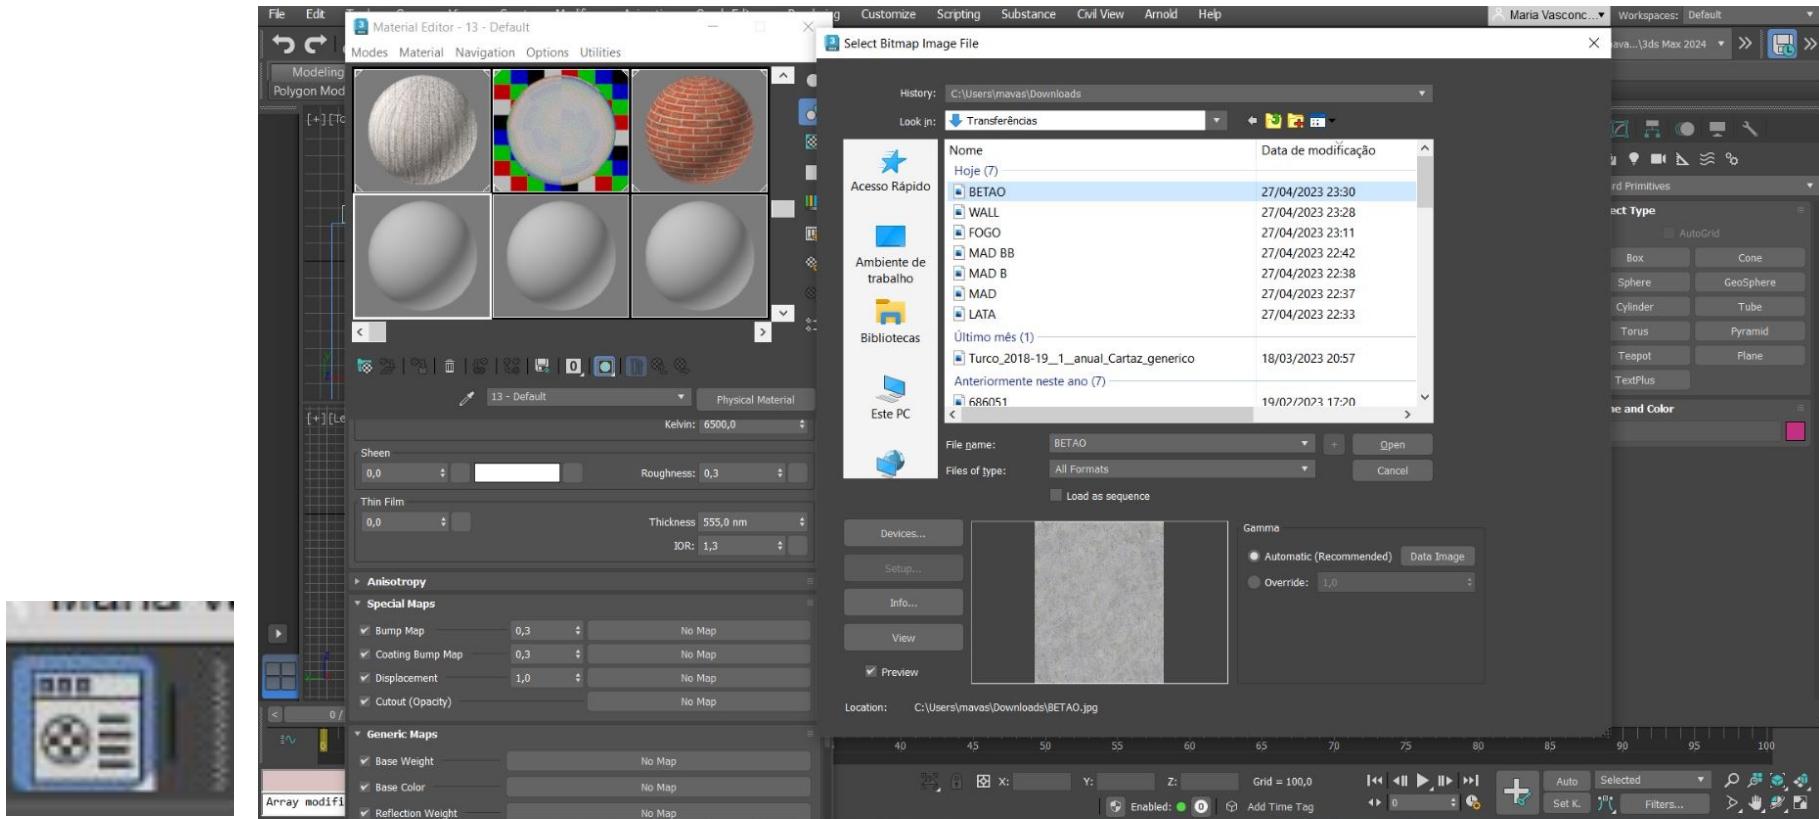 File Edit
Customize Scripting Substance Civil View Arnold Help
Maria Vasconc...
Workspaces: Default
Material Editor - 13 - Default
Modes Material Navigation Options Utilities
Modeling
Polygon Mod
13 - Default
Physical Material
Kelvin: 6500,0
Sheen
0,0
Roughness: 0,3
Thin Film
0,0
Thickness 555,0 nm
IOR: 1,3
Anisotropy
Special Maps
Bump Map 0,3 No Map
Coating Bump Map 0,3 No Map
Displacement 1,0 No Map
Cutout (Opacity) No Map
Generic Maps
Base Weight No Map
Base Color No Map
Reflection Weight No Map
Array modifi
Select Bitmap Image File
History: C:\Users\mavas\Downloads
Look in: Transferências
Acesso Rápido
Ambiente de
trabalho
Bibliotecas
Este PC
Nome Data de modificação
Hoje (7)
BETAO 27/04/2023 23:30
WALL 27/04/2023 23:28
FOGO 27/04/2023 23:11
MAD BB 27/04/2023 22:42
MAD B 27/04/2023 22:38
MAD 27/04/2023 22:37
LATA 27/04/2023 22:33
Último mês (1)
Turco_2018-19__1__anual_Cartaz_generico 18/03/2023 20:57
Anteriormente neste ano (7)
686051 19/02/2023 17:20
File name: BETAO Open
Files of type: All Formats Cancel
Load as sequence
Devices...
Setup...
Info...
View
Preview
Gamma
Automatic (Recommended) Data Image
Override: 1,0
Location: C:\Users\mavas\Downloads\BETAO.jpg
ava...\3ds Max 2024
rd Primitives
ect Type
AutoGrid
Box Cone
Sphere GeoSphere
Cylinder Tube
Torus Pyramid
Teapot Plane
TextPlus
ne and Color
40 45 50 55 60 65 70 75 80 85 90 95 100
X: Y: Z: Grid = 100,0
Enabled: 0 Add Time Tag
0
Auto Selected
Set K. Filters...